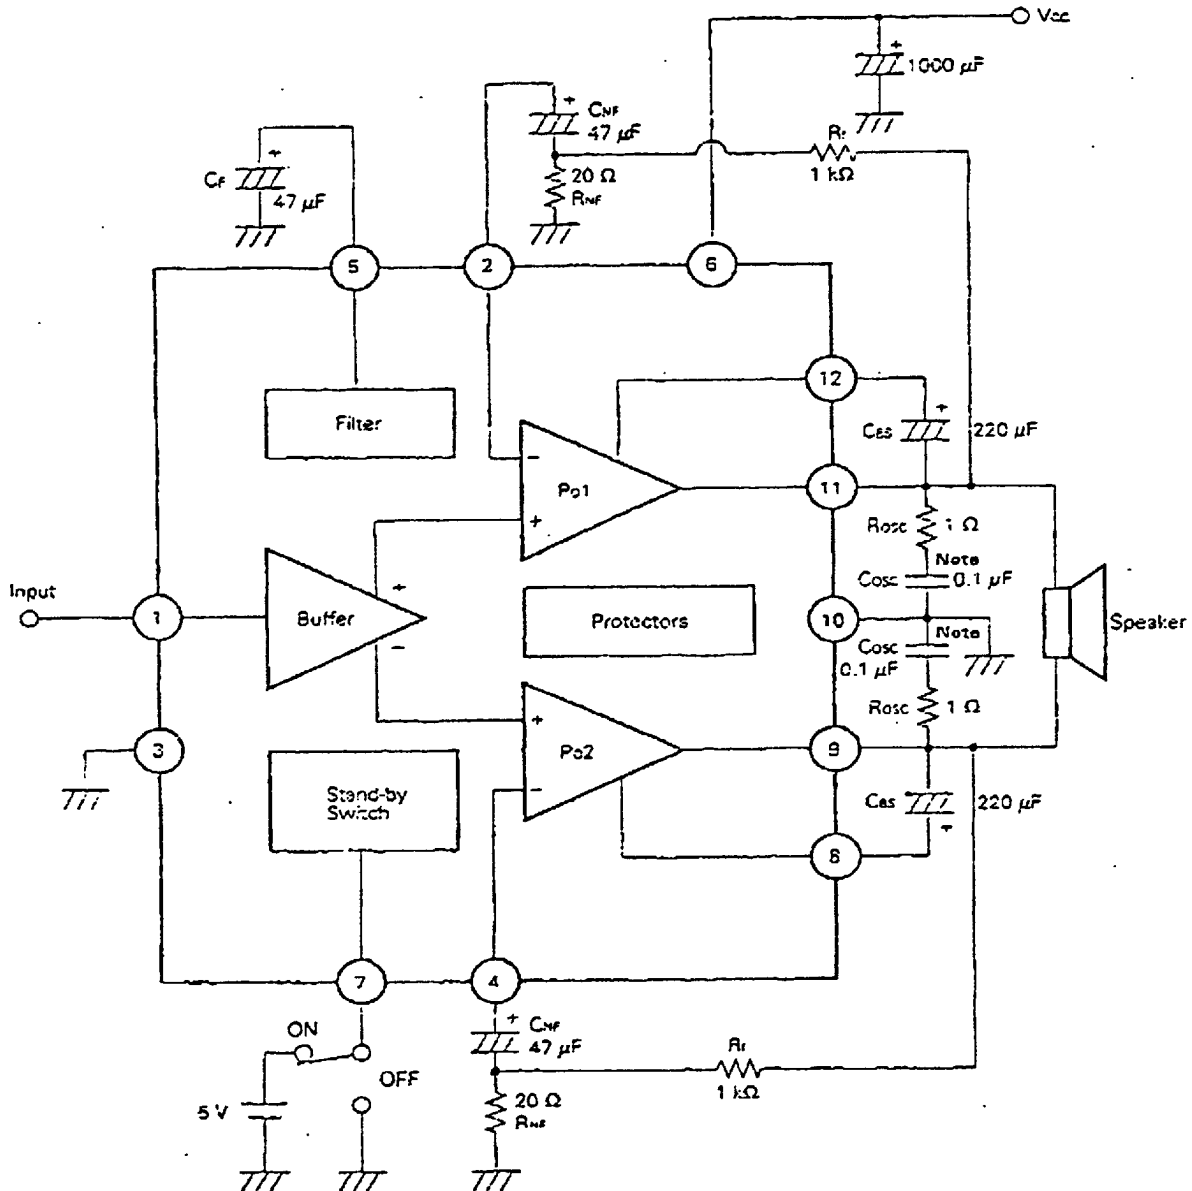 Vcc
1000 µF
CNF
47 µF
Rf
1 kΩ
CF
47 µF
20 Ω
RNF
5
2
6
12
Filter
CBS
220 µF
Po1
11
Rosc
1 Ω
Note
Cosc
0.1 µF
Input
1
Buffer
Protectors
10
Note
Cosc
0.1 µF
Speaker
Rosc
1 Ω
3
Po2
9
Stand-by
Switch
CBS
220 µF
8
7
4
ON
CNF
47 µF
OFF
Rf
1 kΩ
5 V
20 Ω
RNF